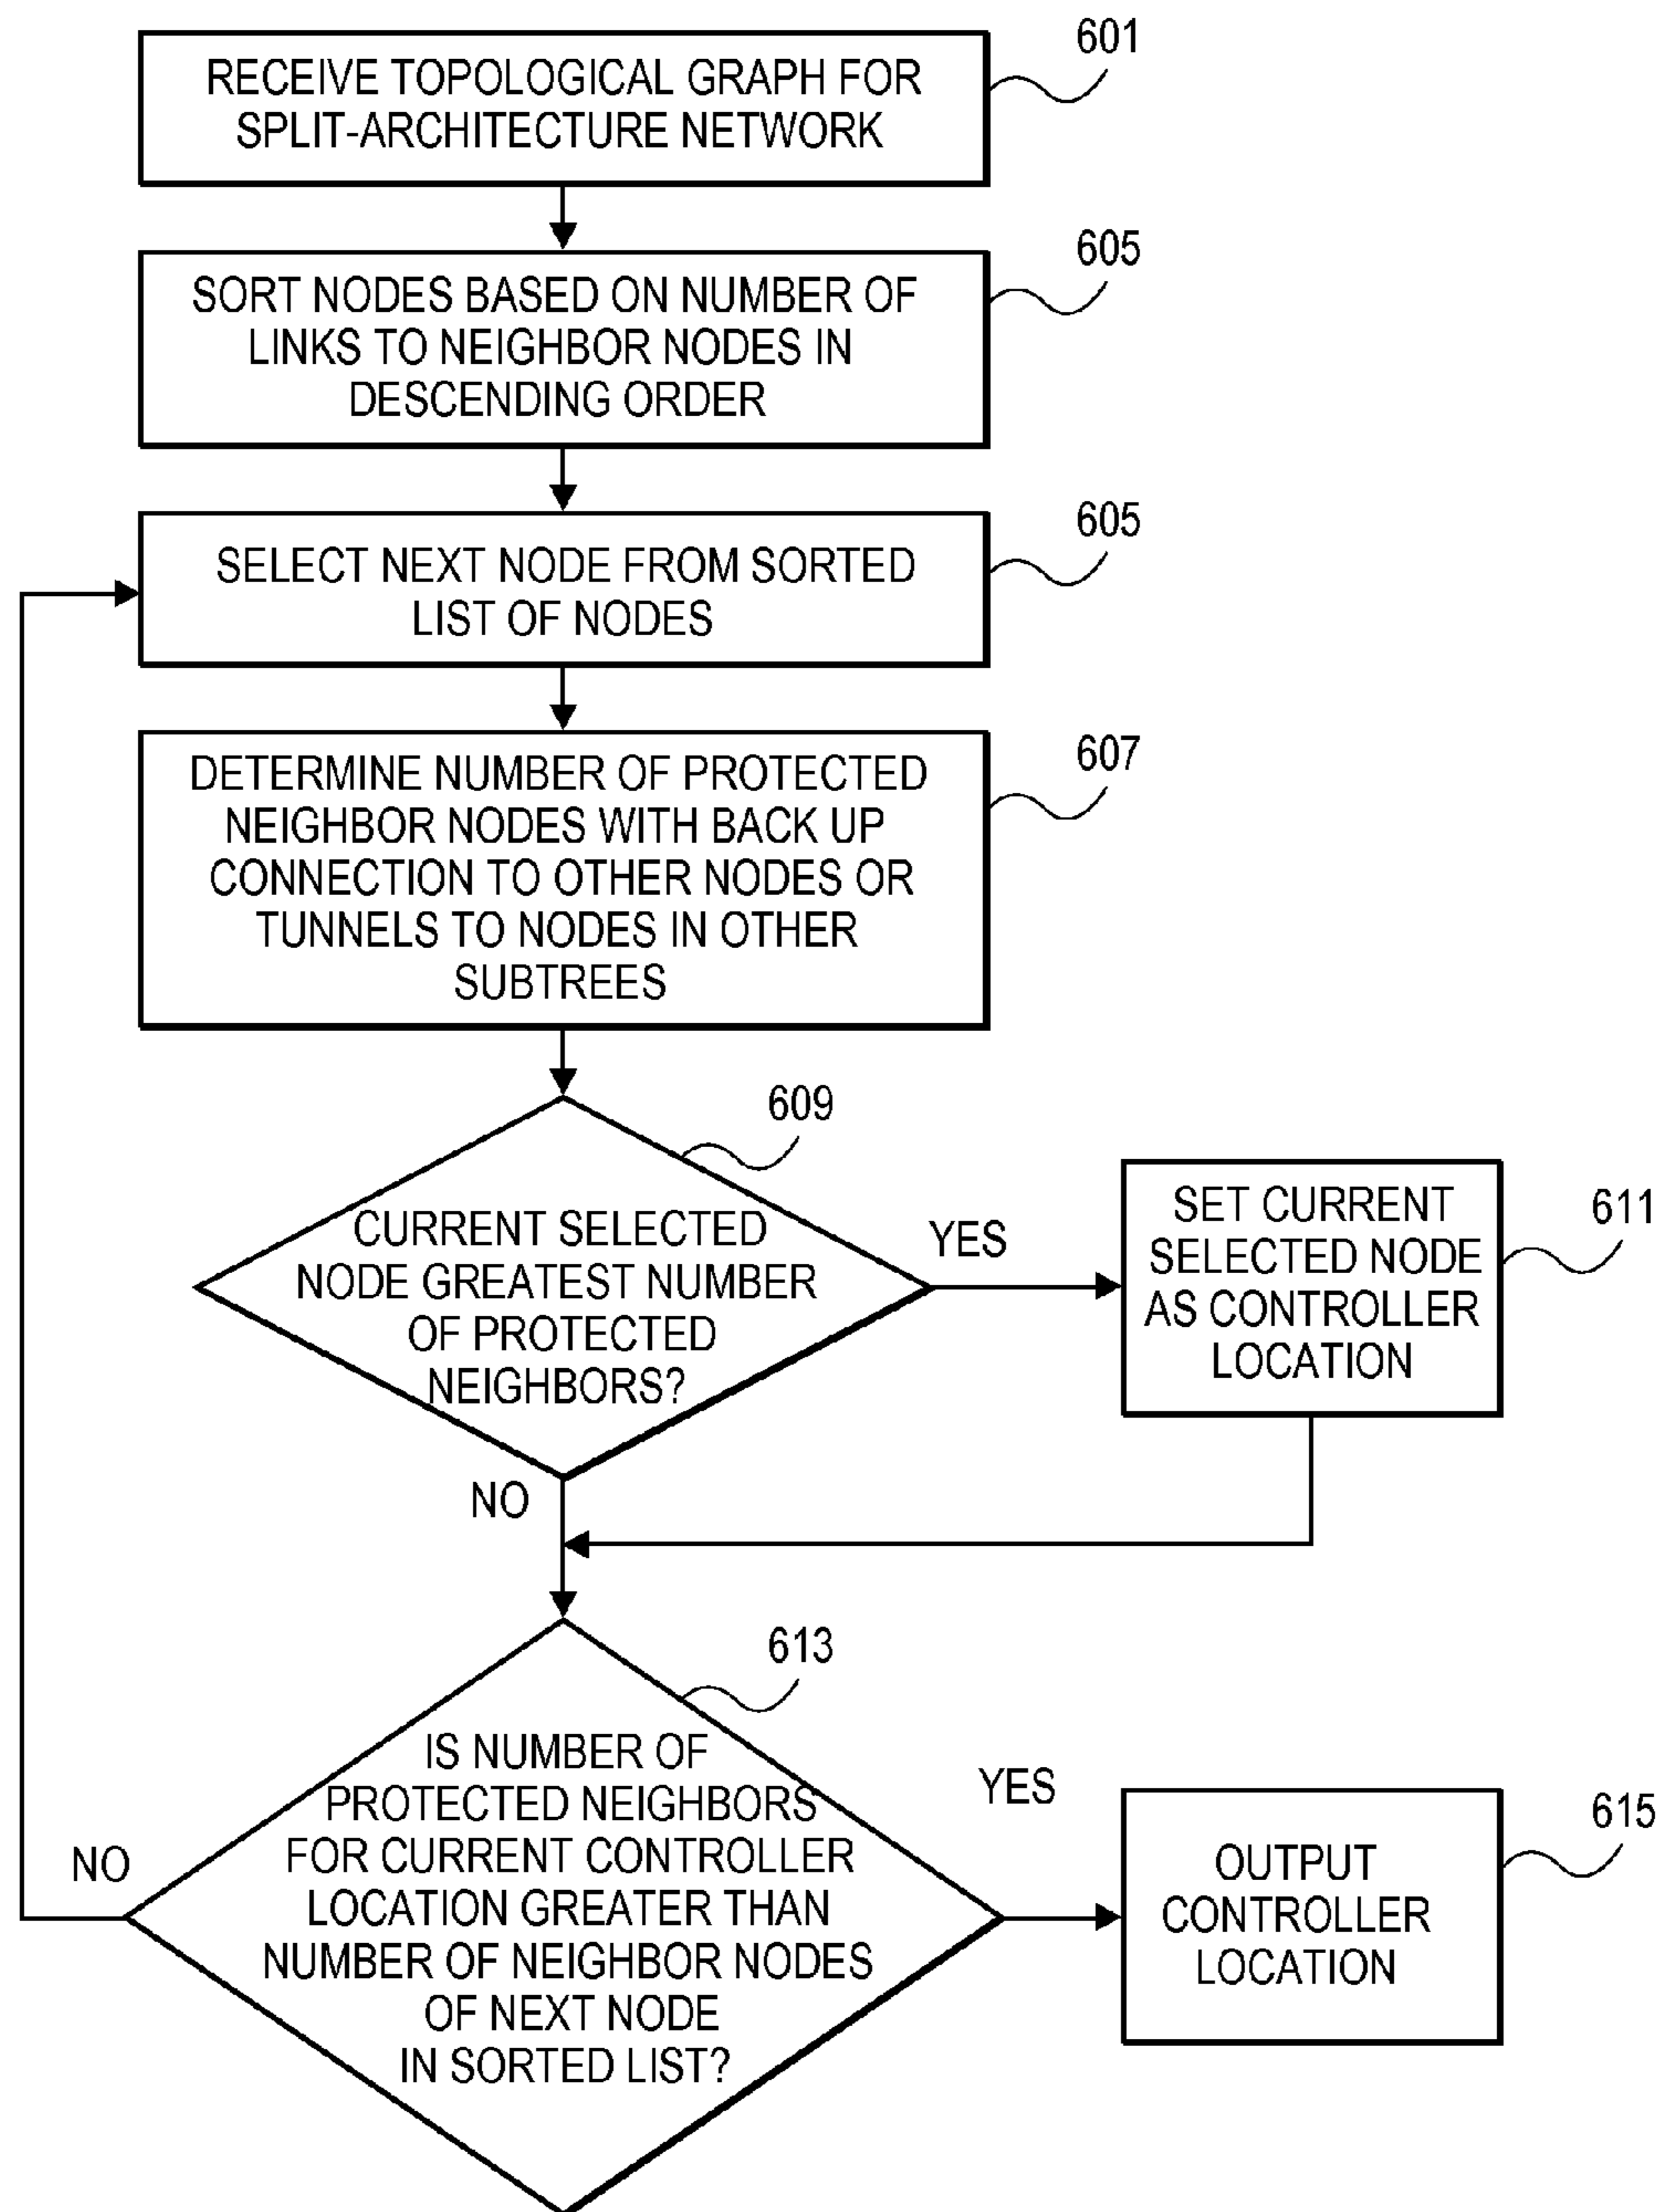 601
RECEIVE TOPOLOGICAL GRAPH FOR
SPLIT-ARCHITECTURE NETWORK
605
SORT NODES BASED ON NUMBER OF
LINKS TO NEIGHBOR NODES IN
DESCENDING ORDER
605
SELECT NEXT NODE FROM SORTED
LIST OF NODES
607
DETERMINE NUMBER OF PROTECTED
NEIGHBOR NODES WITH BACK UP
CONNECTION TO OTHER NODES OR
TUNNELS TO NODES IN OTHER
SUBTREES
609
CURRENT SELECTED
NODE GREATEST NUMBER
OF PROTECTED
NEIGHBORS?
YES
NO
611
SET CURRENT
SELECTED NODE
AS CONTROLLER
LOCATION
613
IS NUMBER OF
PROTECTED NEIGHBORS
FOR CURRENT CONTROLLER
LOCATION GREATER THAN
NUMBER OF NEIGHBOR NODES
OF NEXT NODE
IN SORTED LIST?
NO
YES
615
OUTPUT
CONTROLLER
LOCATION